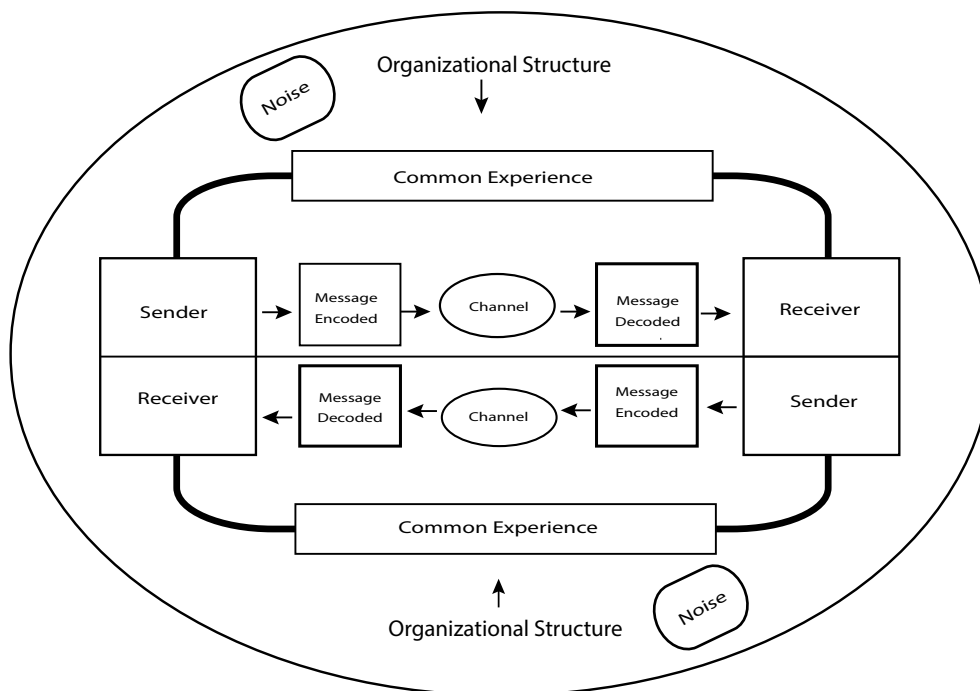 Organizational Structure
Noise
Common Experience
Sender
Message
Encoded
Channel
Message
Decoded
Receiver
Receiver
Message
Decoded
Channel
Message
Encoded
Sender
Common Experience
Noise
Organizational Structure